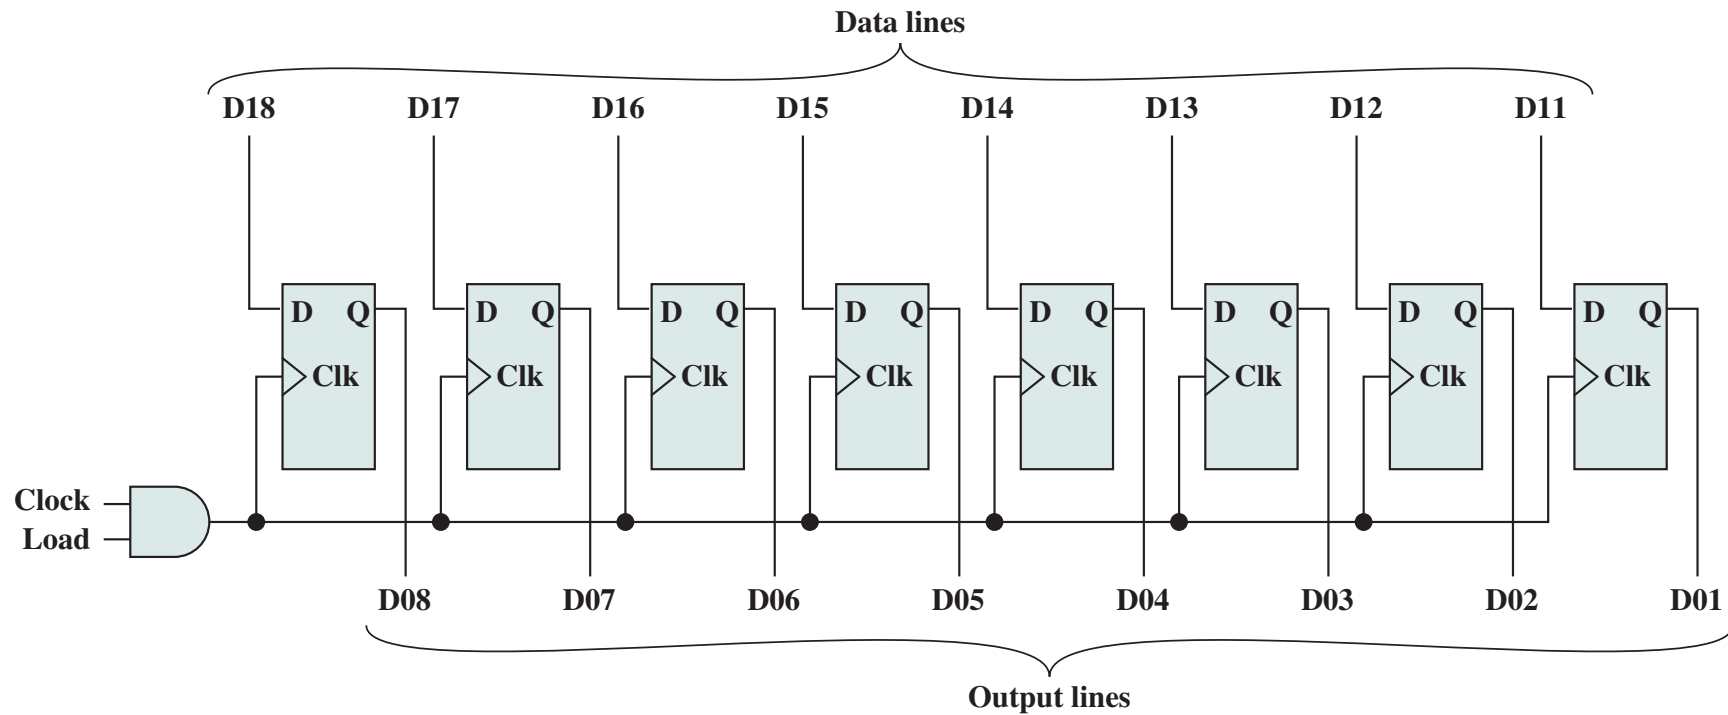 Data lines
D18 D17 D16 D15 D14 D13 D12 D11
D Q D Q D Q D Q D Q D Q D Q D Q
Clk Clk Clk Clk Clk Clk Clk Clk
Clock
Load
D08 D07 D06 D05 D04 D03 D02 D01
Output lines